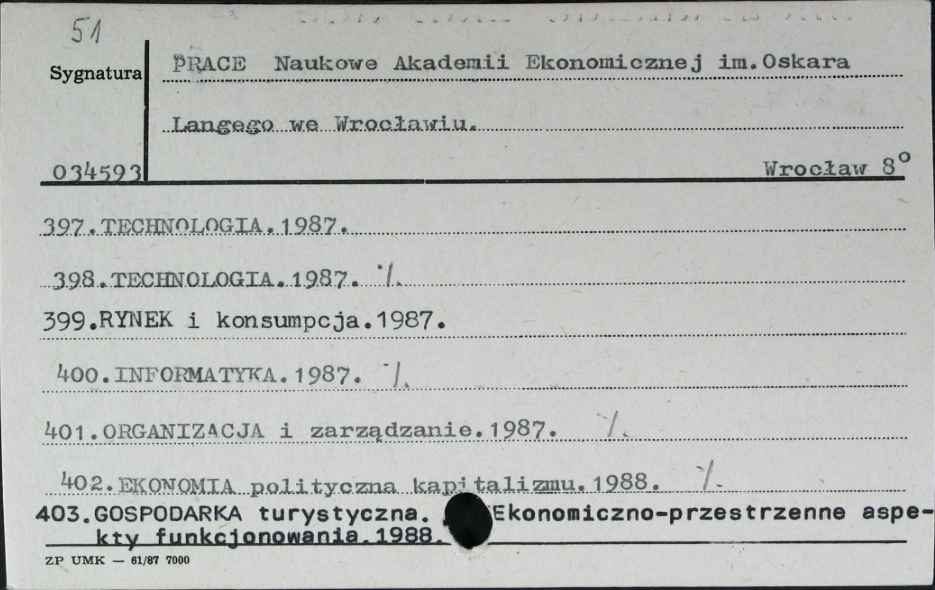 51
Sygnatura
PRACE Naukowe Akademii Ekonomicznej im.Oskara
Langego we Wrocławiu.
034593
Wrocław 8°
397.TECHNOLOGIA.1987.
398.TECHNOLOGIA.1987. ./.
399.RYNEK i konsumpcja.1987.
400.INFORMATYKA.1987. ./.
401.ORGANIZACJA i zarządzanie.1987. ./.
402.EKONOMIA polityczna kapitalizmu.1988. ./.
403.GOSPODARKA turystyczna. Ekonomiczno-przestrzenne aspe-
kty funkcjonowania.1988.
ZP UMK — 61/87 7000